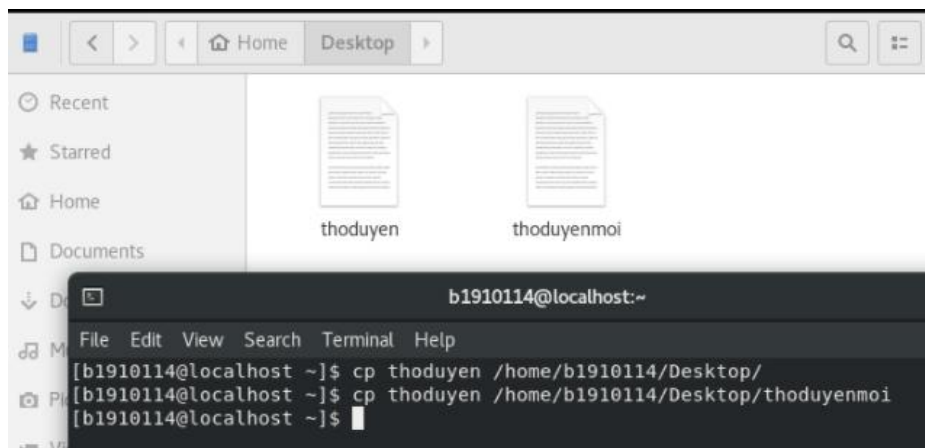 Home Desktop
Recent
Starred
Home
Documents
thoduyen thoduyenmoi
b1910114@localhost:~
File Edit View Search Terminal Help
[b1910114@localhost ~]$ cp thoduyen /home/b1910114/Desktop/
[b1910114@localhost ~]$ cp thoduyen /home/b1910114/Desktop/thoduyenmoi
[b1910114@localhost ~]$